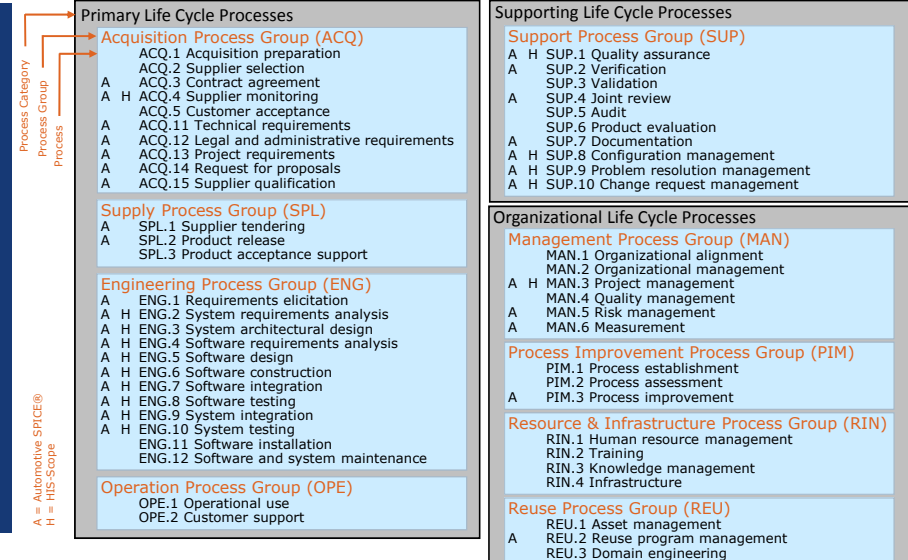 Process Category
Process Group
Process
A = Automotive SPICE®
H = HIS-Scope
Primary Life Cycle Processes
Acquisition Process Group (ACQ)
ACQ.1 Acquisition preparation
ACQ.2 Supplier selection
A ACQ.3 Contract agreement
A H ACQ.4 Supplier monitoring
ACQ.5 Customer acceptance
A ACQ.11 Technical requirements
A ACQ.12 Legal and administrative requirements
A ACQ.13 Project requirements
A ACQ.14 Request for proposals
A ACQ.15 Supplier qualification
Supply Process Group (SPL)
A SPL.1 Supplier tendering
A SPL.2 Product release
SPL.3 Product acceptance support
Engineering Process Group (ENG)
A ENG.1 Requirements elicitation
A H ENG.2 System requirements analysis
A H ENG.3 System architectural design
A H ENG.4 Software requirements analysis
A H ENG.5 Software design
A H ENG.6 Software construction
A H ENG.7 Software integration
A H ENG.8 Software testing
A H ENG.9 System integration
A H ENG.10 System testing
ENG.11 Software installation
ENG.12 Software and system maintenance
Operation Process Group (OPE)
OPE.1 Operational use
OPE.2 Customer support
Supporting Life Cycle Processes
Support Process Group (SUP)
A H SUP.1 Quality assurance
A SUP.2 Verification
SUP.3 Validation
A SUP.4 Joint review
SUP.5 Audit
SUP.6 Product evaluation
A SUP.7 Documentation
A H SUP.8 Configuration management
A H SUP.9 Problem resolution management
A H SUP.10 Change request management
Organizational Life Cycle Processes
Management Process Group (MAN)
MAN.1 Organizational alignment
MAN.2 Organizational management
A H MAN.3 Project management
MAN.4 Quality management
A MAN.5 Risk management
A MAN.6 Measurement
Process Improvement Process Group (PIM)
PIM.1 Process establishment
PIM.2 Process assessment
A PIM.3 Process improvement
Resource & Infrastructure Process Group (RIN)
RIN.1 Human resource management
RIN.2 Training
RIN.3 Knowledge management
RIN.4 Infrastructure
Reuse Process Group (REU)
REU.1 Asset management
A REU.2 Reuse program management
REU.3 Domain engineering